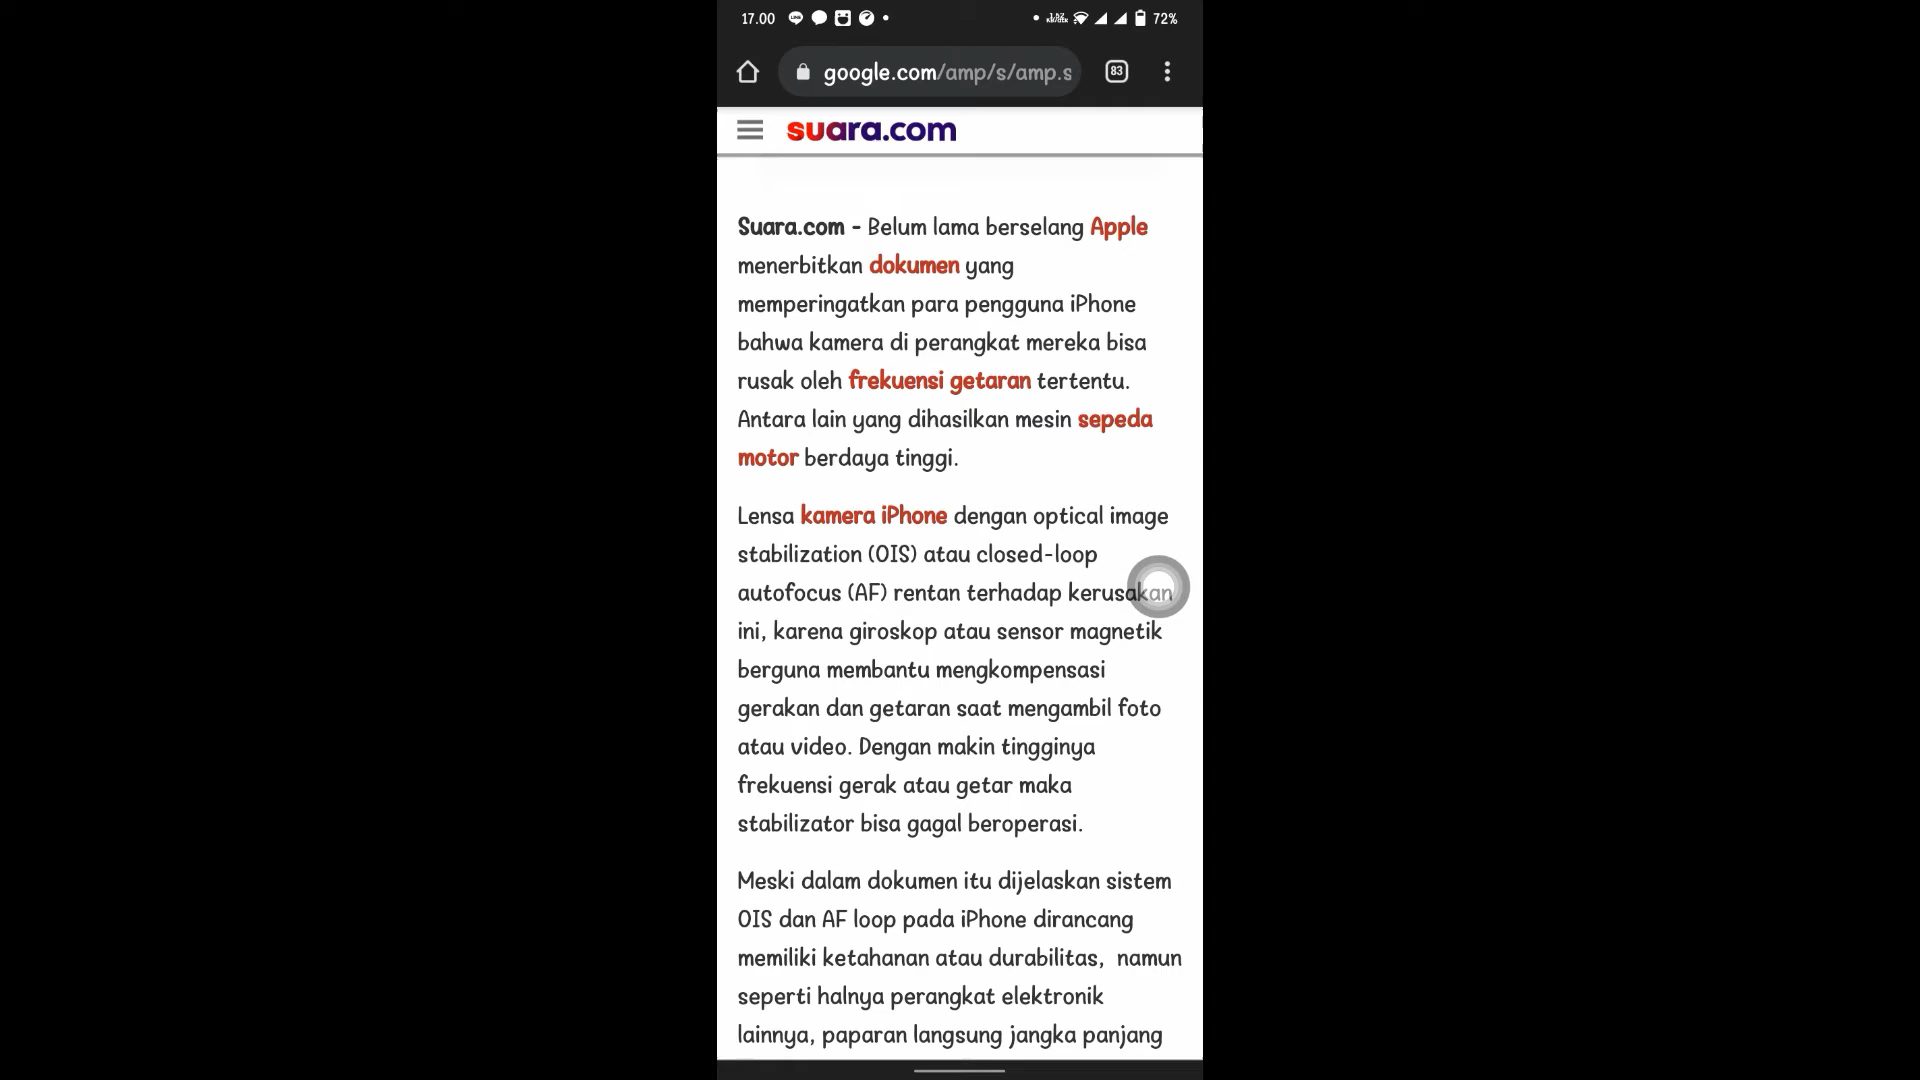 17.00
72%
google.com/amp/s/amp.s
83
suara.com
Suara.com - Belum lama berselang Apple
menerbitkan dokumen yang
memperingatkan para pengguna iPhone
bahwa kamera di perangkat mereka bisa
rusak oleh frekuensi getaran tertentu.
Antara lain yang dihasilkan mesin sepeda
motor berdaya tinggi.
Lensa kamera iPhone dengan optical image
stabilization (OIS) atau closed-loop
autofocus (AF) rentan terhadap kerusakan
ini, karena giroskop atau sensor magnetik
berguna membantu mengkompensasi
gerakan dan getaran saat mengambil foto
atau video. Dengan makin tingginya
frekuensi gerak atau getar maka
stabilizator bisa gagal beroperasi.
Meski dalam dokumen itu dijelaskan sistem
OIS dan AF loop pada iPhone dirancang
memiliki ketahanan atau durabilitas, namun
seperti halnya perangkat elektronik
lainnya, paparan langsung jangka panjang